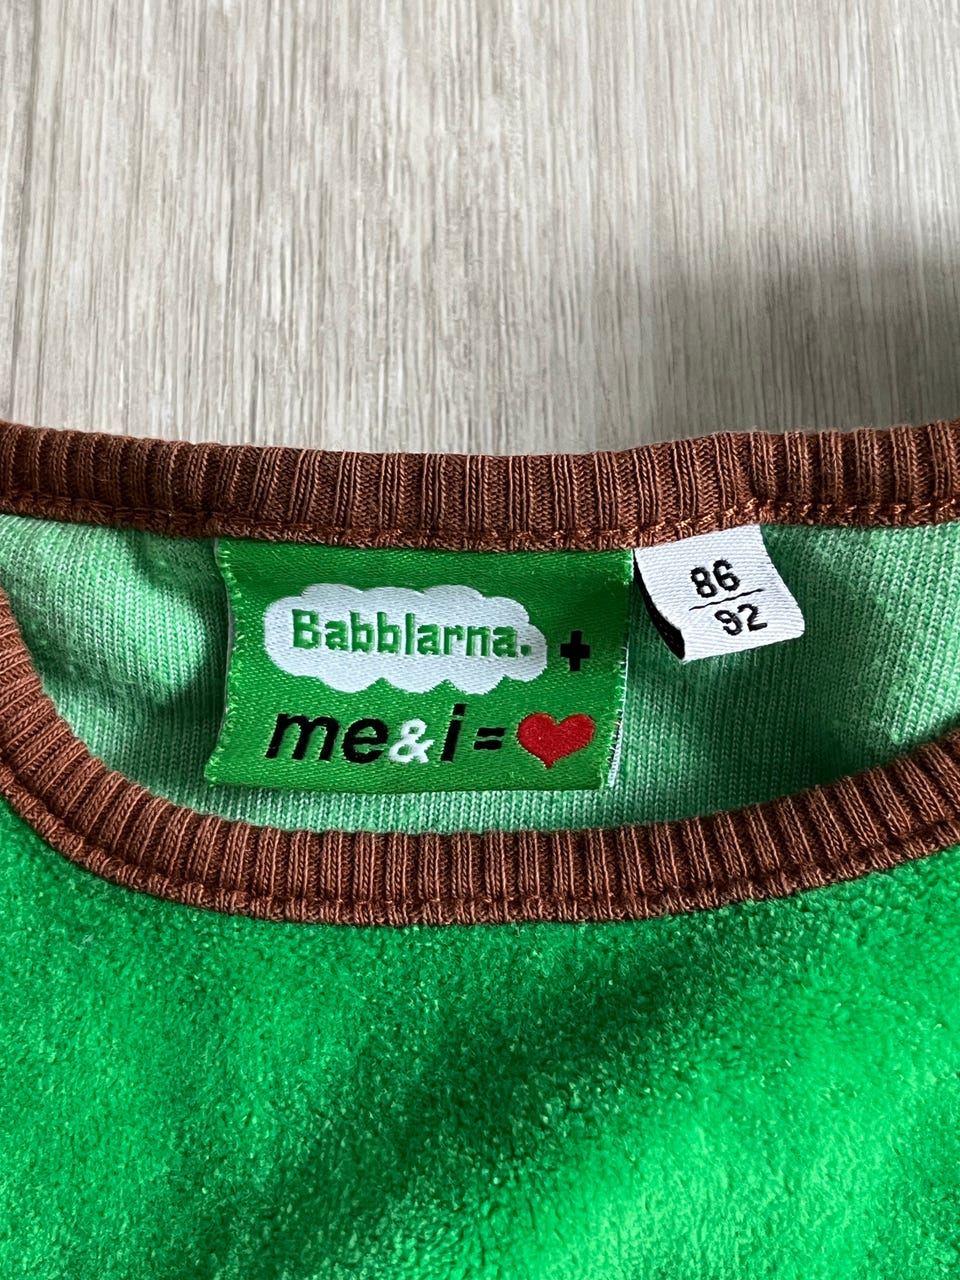 Babblarna. +
me&i=❤
86
92